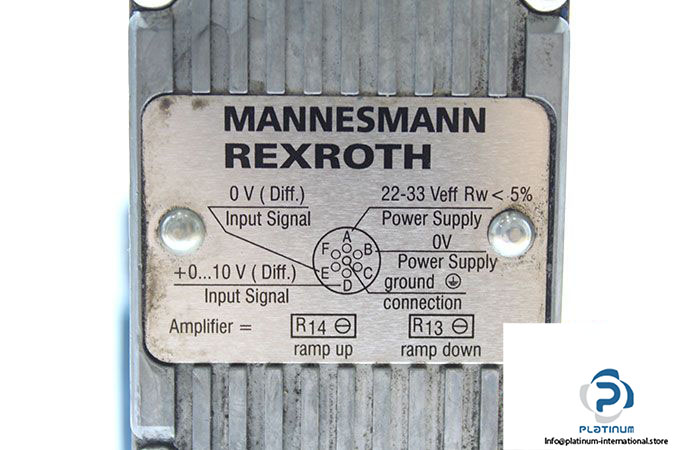 MANNESMANN
REXROTH
0 V ( Diff.)
Input Signal
22-33 Veff Rw < 5%
Power Supply
0V
Power Supply
+0...10 V ( Diff.)
Input Signal
ground
connection
A
B
C
D
E
F
Amplifier =
R14
ramp up
R13
ramp down
PLATINUM
Info@platinum-international.store